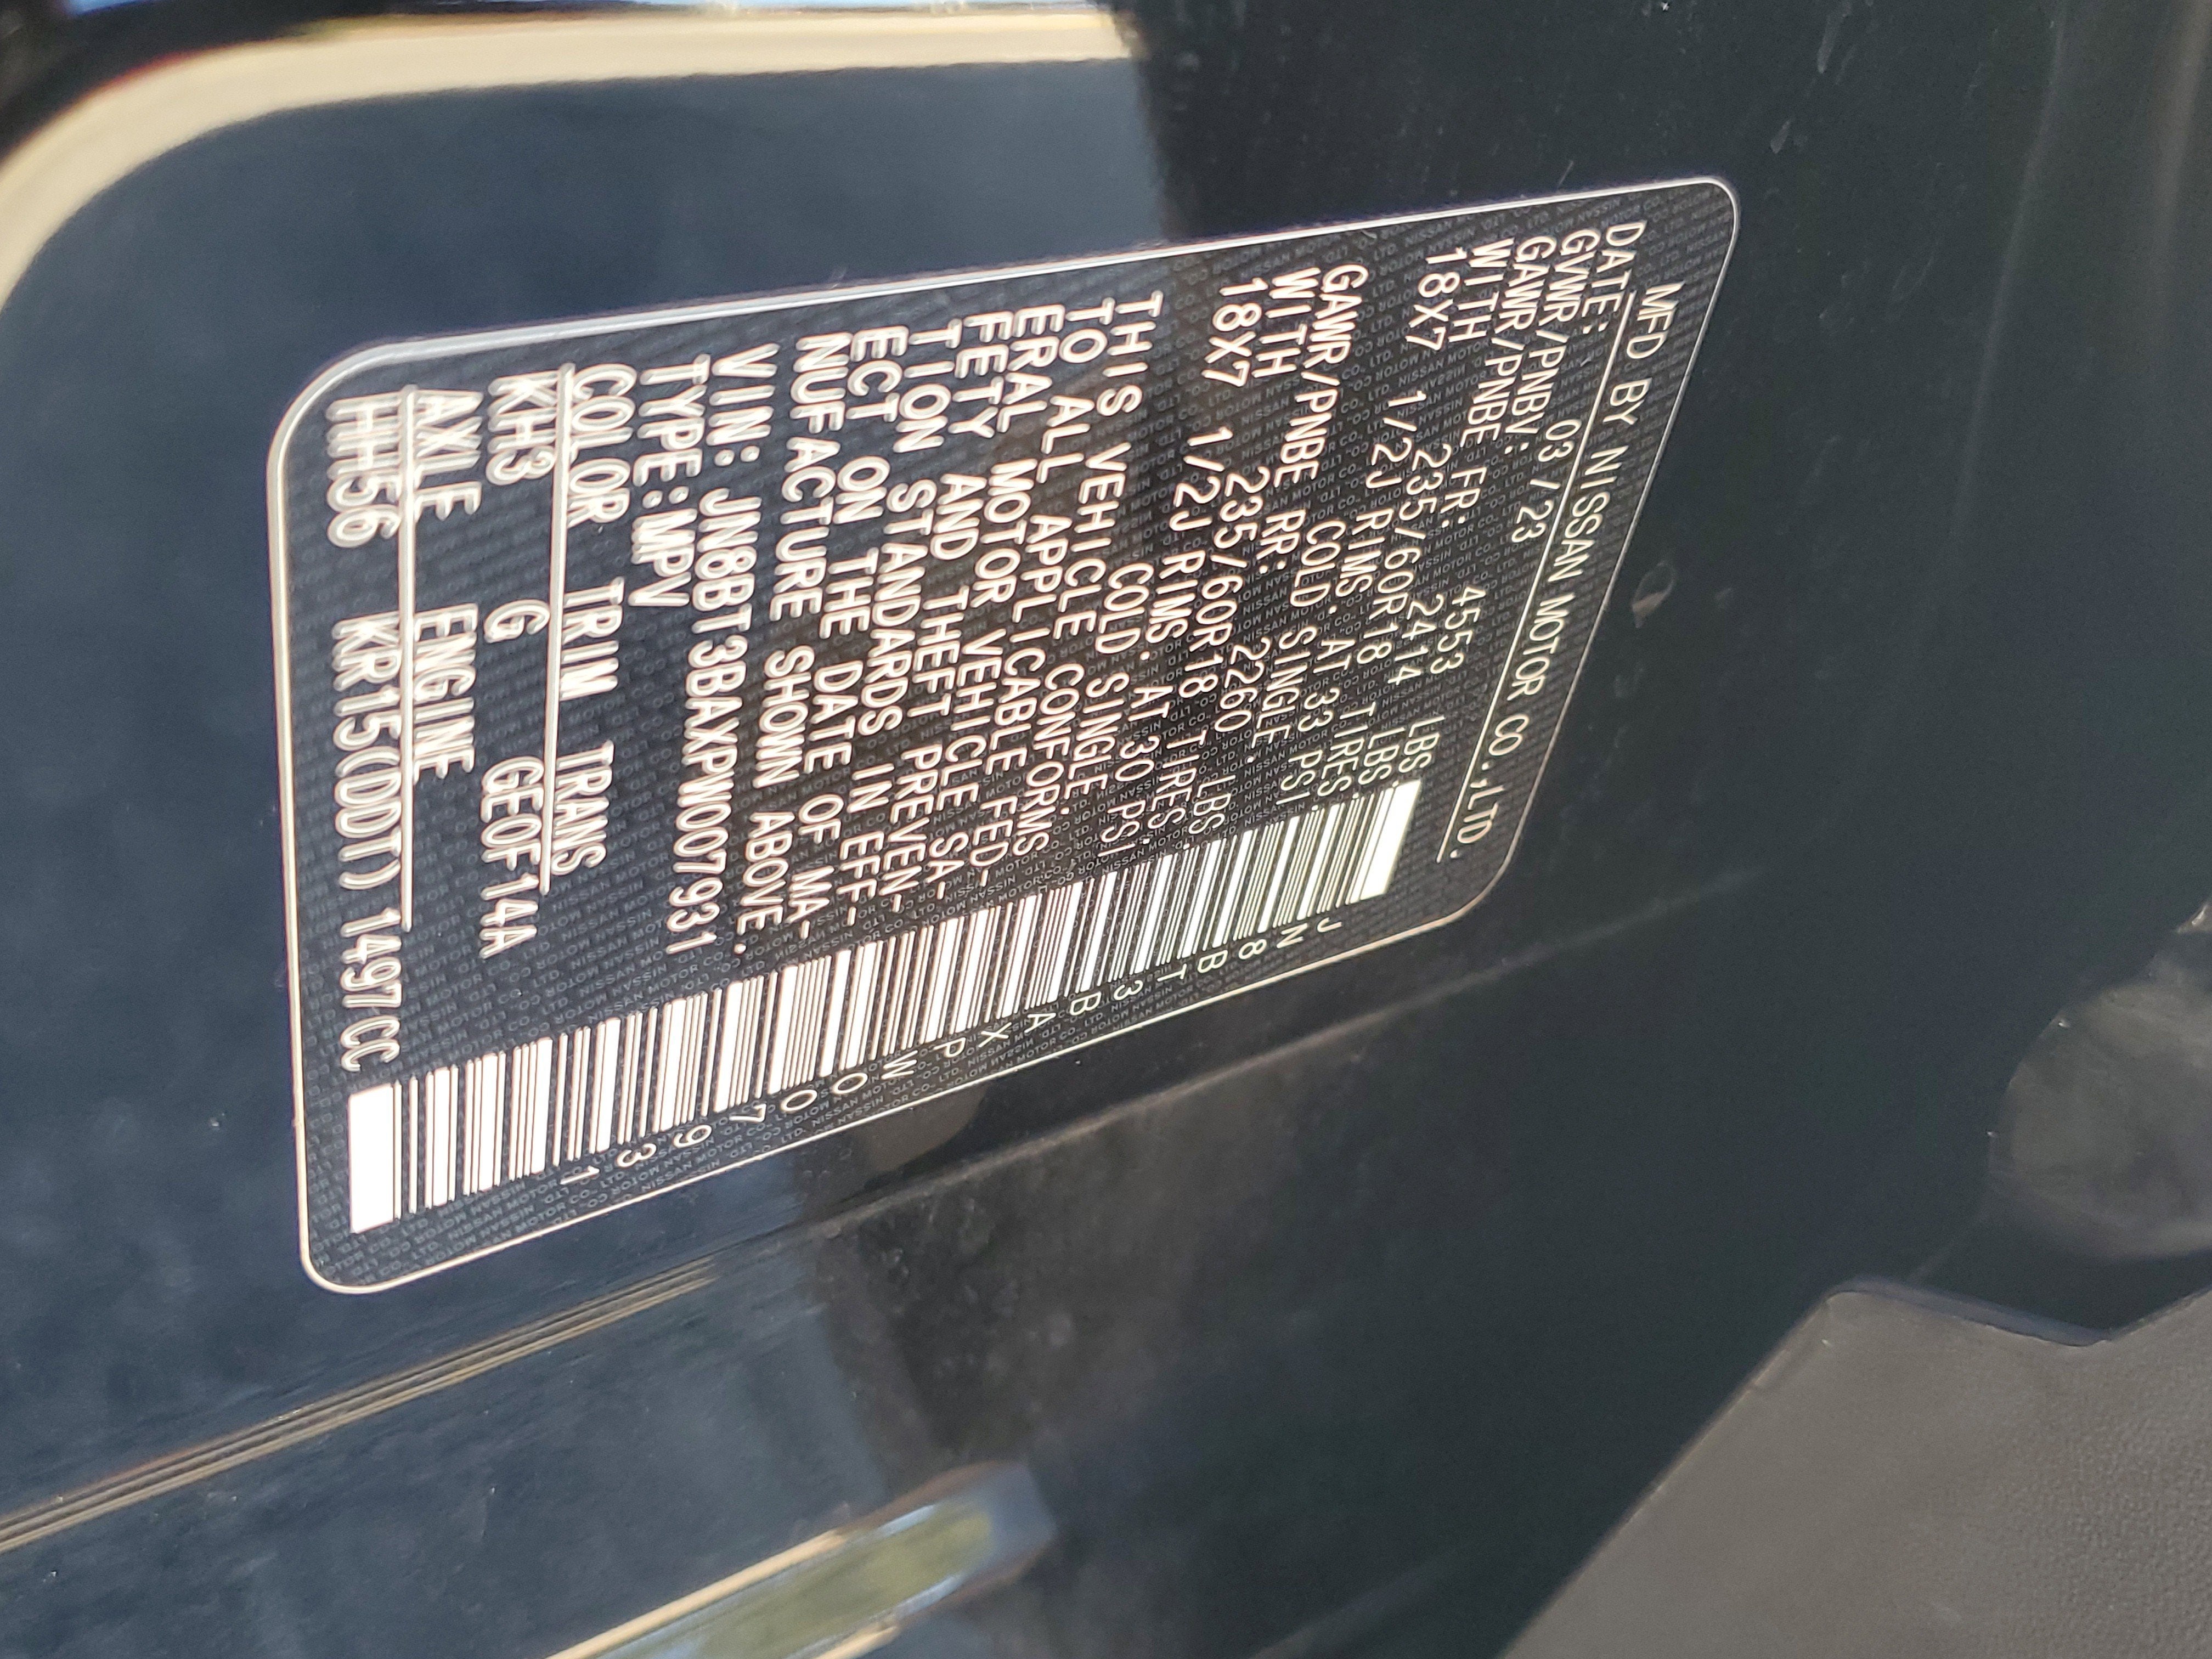 MFD BY NISSAN MOTOR CO.,LTD.
DATE: 03/23
GVWR/PNBV: 4553 LBS
GAWR/PNBE FR: 2414 LBS.
WITH 235/60R18 TIRES.
18X7 1/2J RIMS. AT 33 PSI.
COLD SINGLE.
GAWR/PNBE RR: 2260 LBS.
WITH 235/60R18 TIRES.
18X7 1/2J RIMS. AT 30 PSI
COLD. SINGLE.
THIS VEHICLE CONFORMS
TO ALL APPLICABLE FED-
ERAL MOTOR VEHICLE SA-
FETY AND THEFT PREVEN-
TION STANDARDS IN EFF-
ECT ON THE DATE OF MA-
NUFACTURE SHOWN ABOVE.
VIN: JN8BT3BAXPW007931
TYPE:MPV
COLOR TRIM TRANS
KH3 G GE0F14A
AXLE ENGINE
HH56 KR15(DDT) 1497CC
JN8BT3BAXPW007931